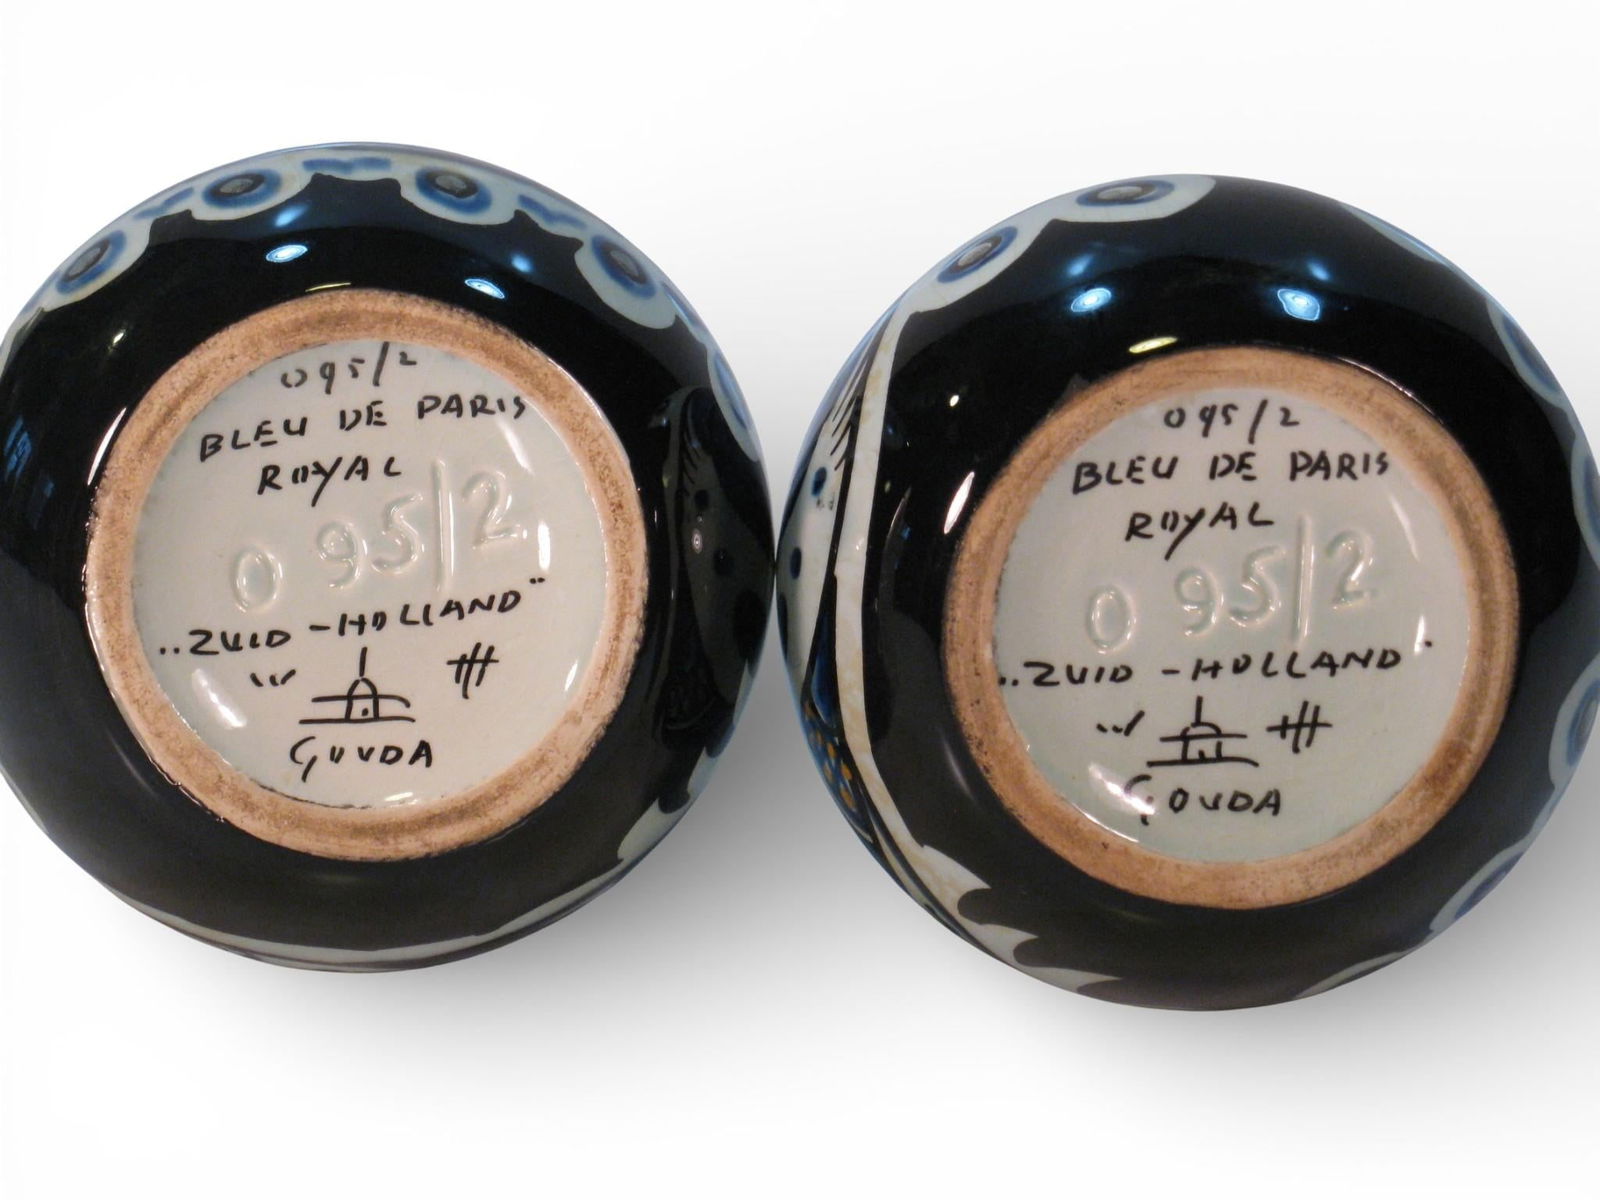 095/2
BLEU DE PARIS
ROYAL
0 95/2
„ZUID-HOLLAND"
GOUDA
095/2
BLEU DE PARIS
ROYAL
0 95/2
„ZUID-HOLLAND"
GOUDA